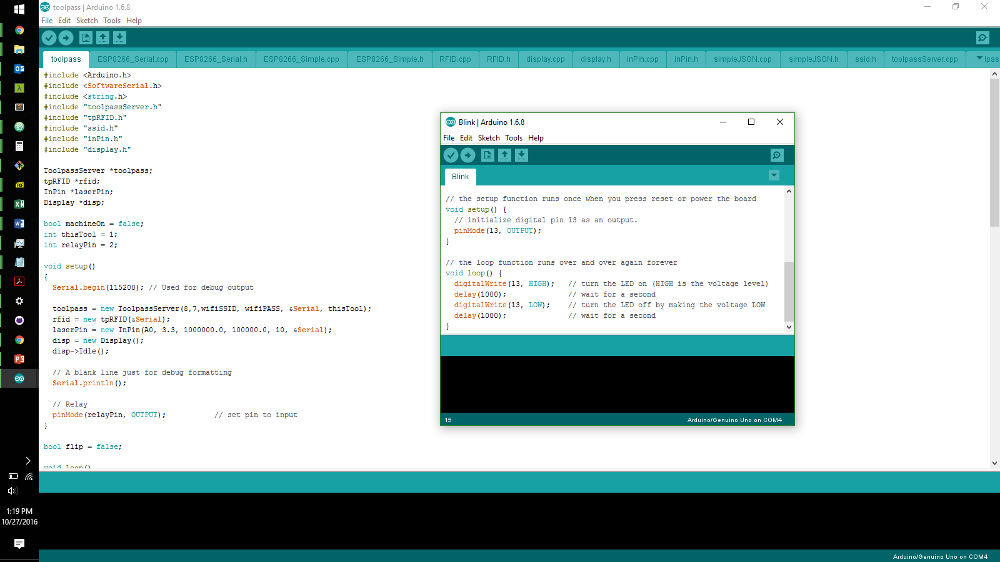 toolpass | Arduino 1.6.8
File Edit Sketch Tools Help
toolpass ESP8266_Serial.cpp ESP8266_Serial.h ESP8266_Simple.cpp ESP8266_Simple.h RFID.cpp RFID.h display.cpp display.h inPin.cpp inPin.h simpleJSON.cpp simpleJSON.h ssid.h toolpassServer.cpp lpas
#include <Arduino.h>
#include <SoftwareSerial.h>
#include <string.h>
#include "toolpassServer.h"
#include "tpRFID.h"
#include "ssid.h"
#include "inPin.h"
#include "display.h"
ToolpassServer *toolpass;
tpRFID *rfid;
InPin *laserPin;
Display *disp;
bool machineOn = false;
int thisTool = 1;
int relayPin = 2;
void setup()
{
Serial.begin(115200); // Used for debug output
toolpass = new ToolpassServer(8,7,wifiSSID, wifiPASS, &Serial, thisTool);
rfid = new tpRFID(&Serial);
laserPin = new InPin(A0, 3.3, 1000000.0, 100000.0, 10, &Serial);
disp = new Display();
disp->Idle();
// A blank line just for debug formatting
Serial.println();
// Relay
pinMode(relayPin, OUTPUT); // set pin to input
}
bool flip = false;
void loop()
Blink | Arduino 1.6.8
File Edit Sketch Tools Help
Blink
// the setup function runs once when you press reset or power the board
void setup() {
// initialize digital pin 13 as an output.
pinMode(13, OUTPUT);
}
// the loop function runs over and over again forever
void loop() {
digitalWrite(13, HIGH); // turn the LED on (HIGH is the voltage level)
delay(1000); // wait for a second
digitalWrite(13, LOW); // turn the LED off by making the voltage LOW
delay(1000); // wait for a second
}
15 Arduino/Genuino Uno on COM4
1:19 PM
10/27/2016
Arduino/Genuino Uno on COM4